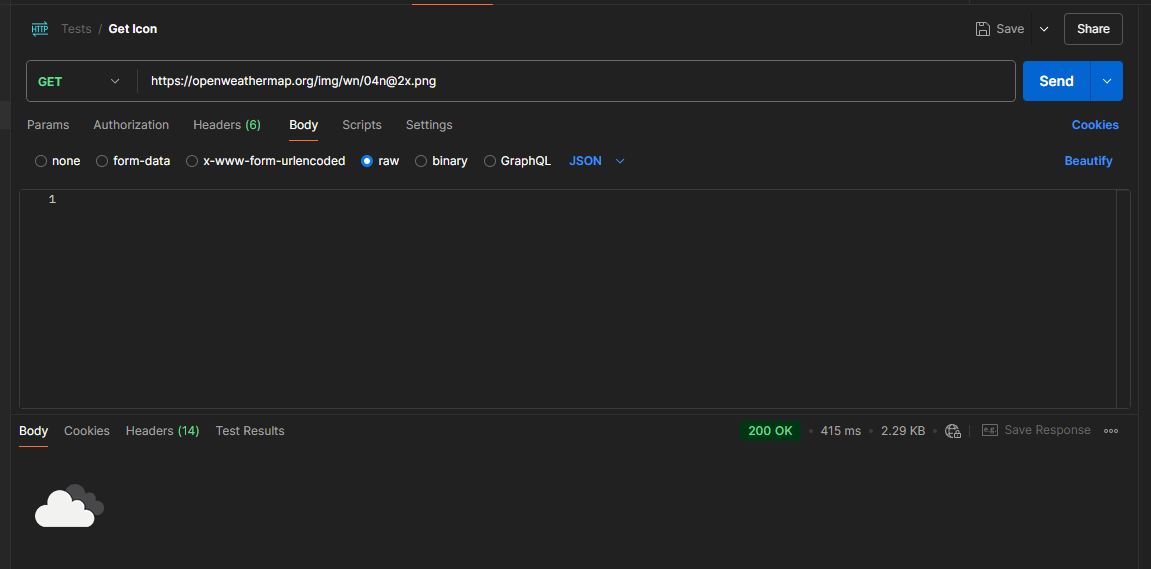 HTTP Tests / Get Icon Save Share
GET https://openweathermap.org/img/wn/04n@2x.png Send
Params Authorization Headers (6) Body Scripts Settings Cookies
none form-data x-www-form-urlencoded raw binary GraphQL JSON Beautify
1
Body Cookies Headers (14) Test Results 200 OK • 415 ms • 2.29 KB • e.g. Save Response